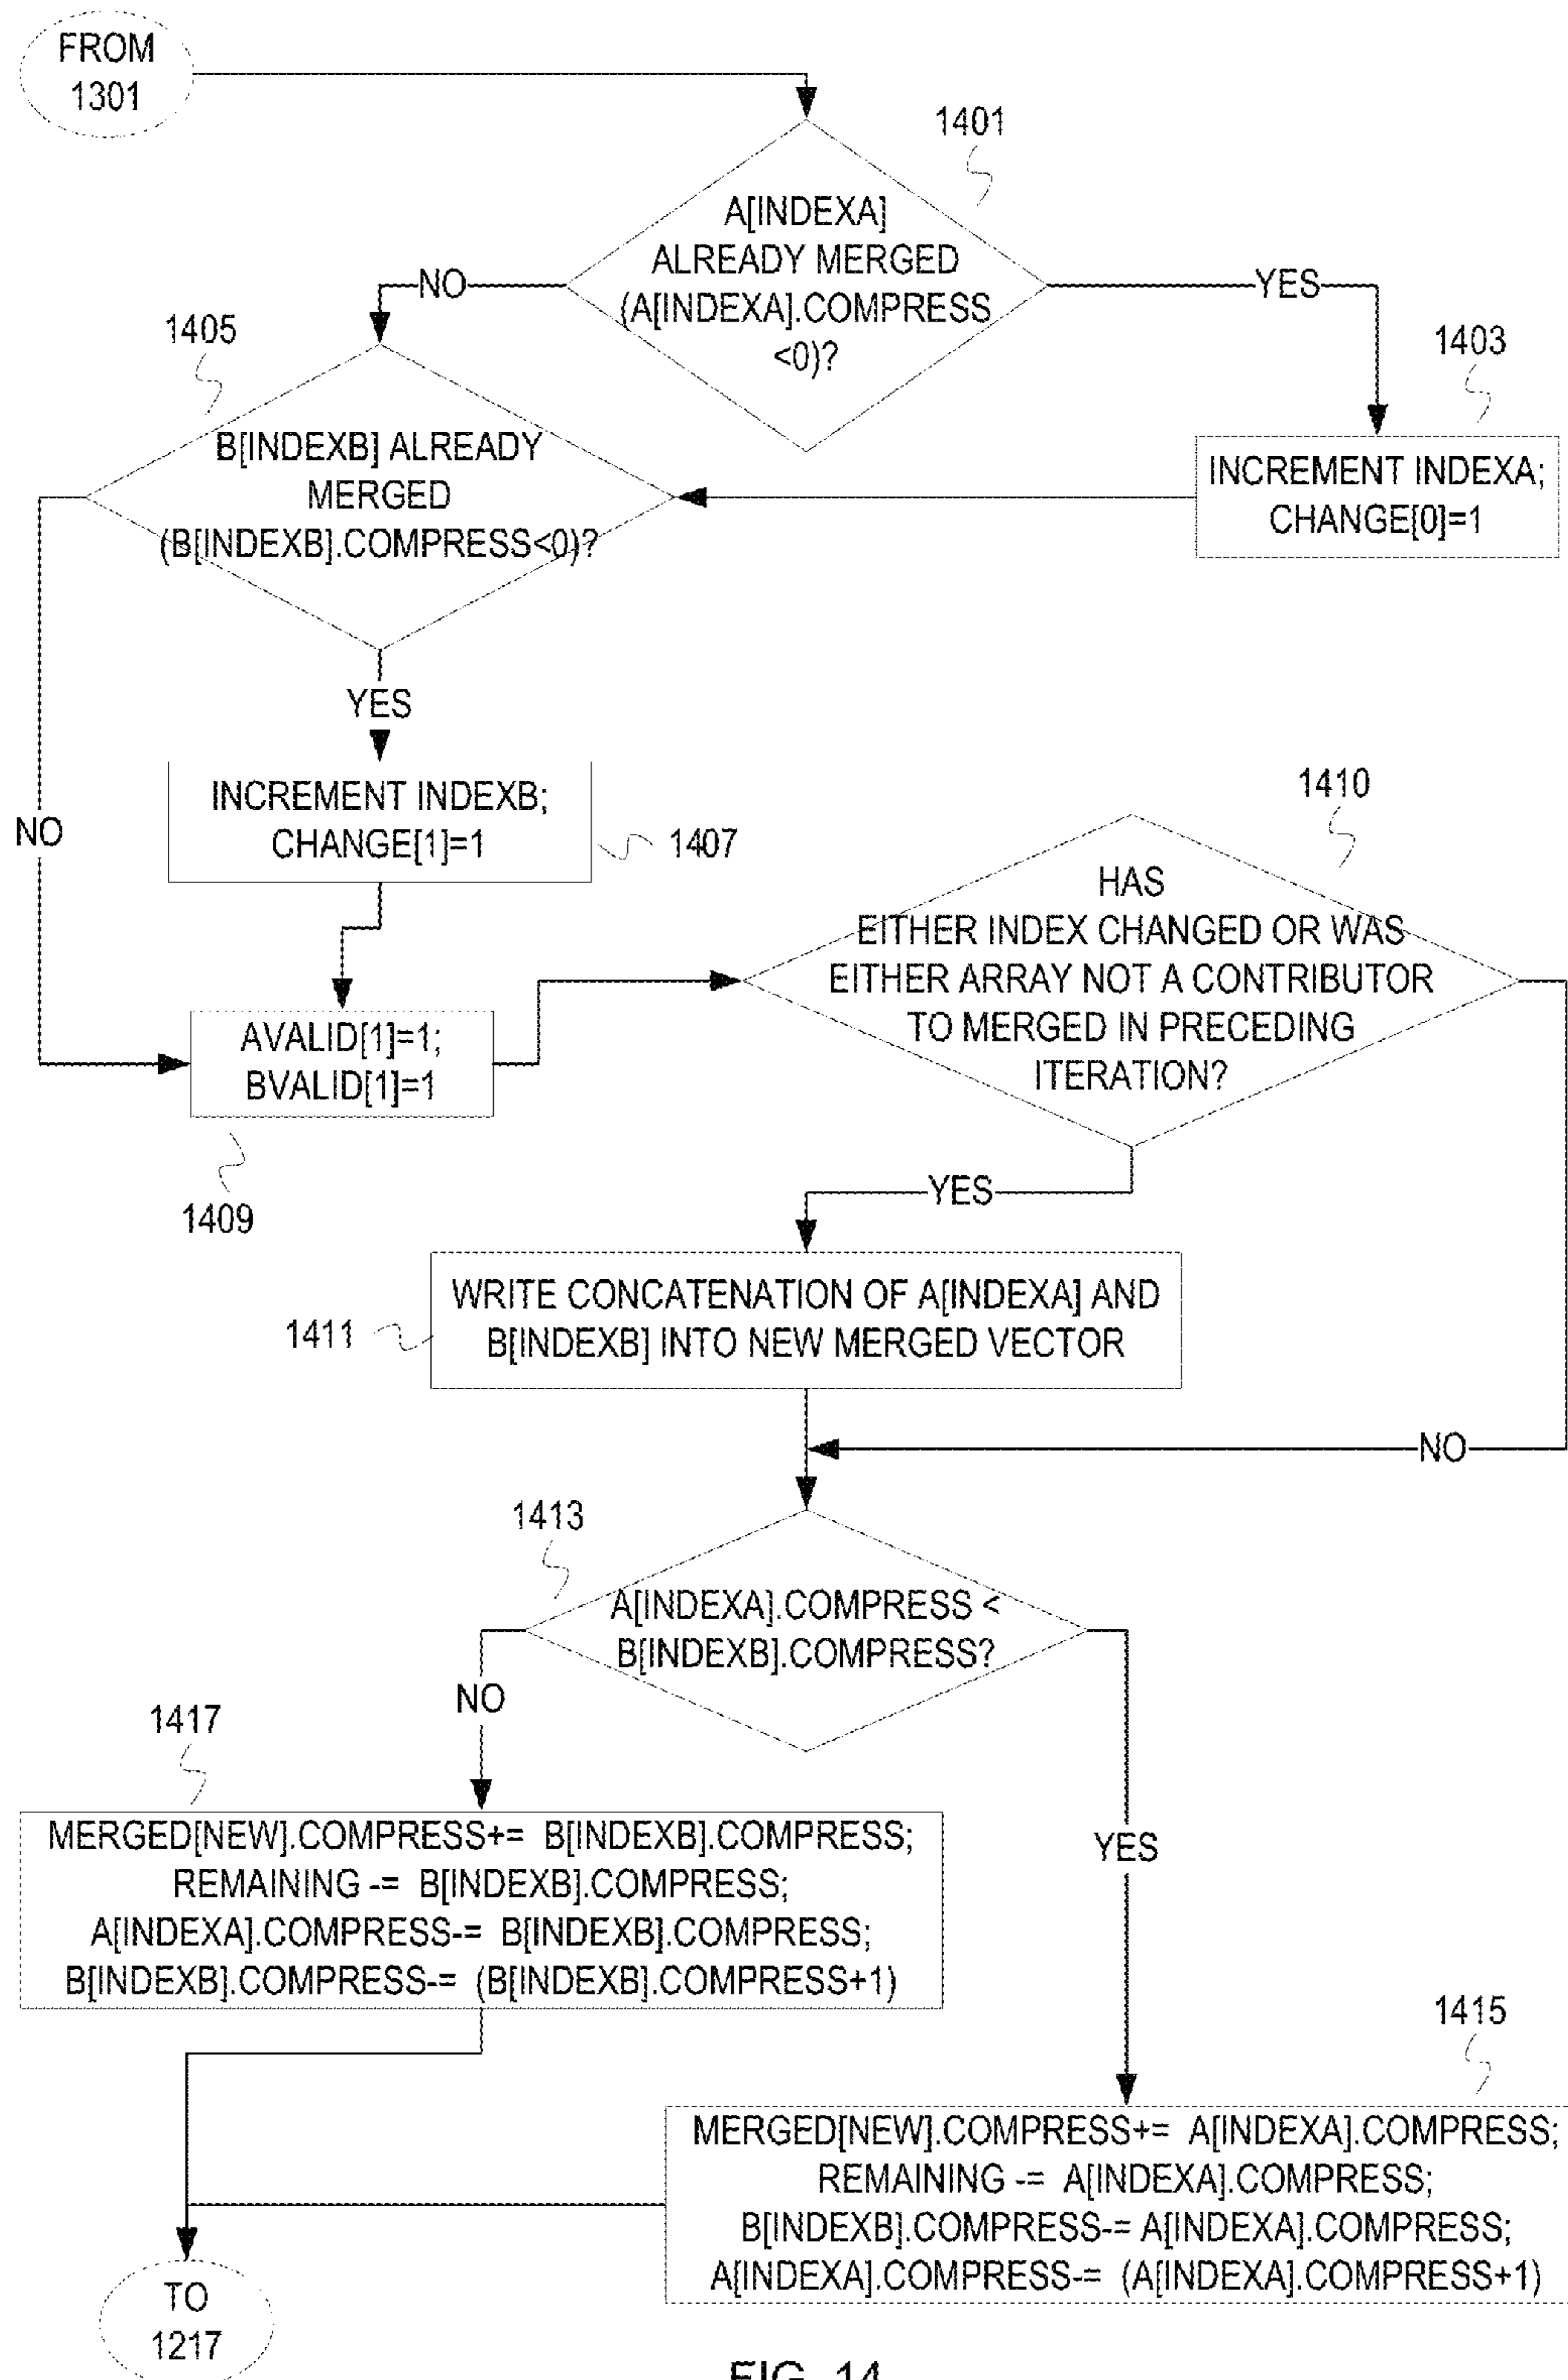 FROM
1301
1401
A[INDEXA]
ALREADY MERGED
(A[INDEXA].COMPRESS
<0)?
NO
YES
1405
1403
B[INDEXB] ALREADY
MERGED
(B[INDEXB].COMPRESS<0)?
INCREMENT INDEXA;
CHANGE[0]=1
YES
NO
INCREMENT INDEXB;
CHANGE[1]=1
1407
1410
HAS
EITHER INDEX CHANGED OR WAS
EITHER ARRAY NOT A CONTRIBUTOR
TO MERGED IN PRECEDING
ITERATION?
AVALID[1]=1;
BVALID[1]=1
1409
YES
WRITE CONCATENATION OF A[INDEXA] AND
B[INDEXB] INTO NEW MERGED VECTOR
1411
NO
1413
A[INDEXA].COMPRESS <
B[INDEXB].COMPRESS?
NO
YES
1417
MERGED[NEW].COMPRESS+= B[INDEXB].COMPRESS;
REMAINING -= B[INDEXB].COMPRESS;
A[INDEXA].COMPRESS-= B[INDEXB].COMPRESS;
B[INDEXB].COMPRESS-= (B[INDEXB].COMPRESS+1)
1415
MERGED[NEW].COMPRESS+= A[INDEXA].COMPRESS;
REMAINING -= A[INDEXA].COMPRESS;
B[INDEXB].COMPRESS-= A[INDEXA].COMPRESS;
A[INDEXA].COMPRESS-= (A[INDEXA].COMPRESS+1)
TO
1217
FIG. 14